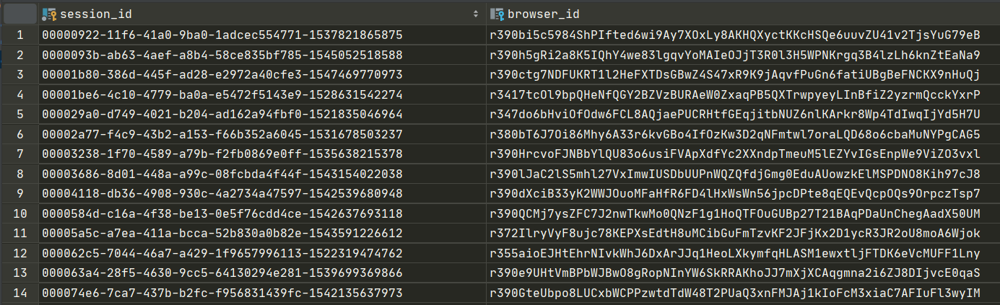 session_id browser_id
1 00000922-11f6-41a0-9ba0-1adcec554771-1537821865875 r390bi5c5984ShPIfted6wi9Ay7XOxLy8AKHQXyctKKcHSQe6uuvZU41v2TjsYuG79eB
2 0000093b-ab63-4aef-a8b4-58ce835bf785-1545052518588 r390h5gRi2a8K5IQhY4we83lgqvYoMAIeOJjT3R0l3H5WPNKrgq3B4lzLh6knZtEaNa9
3 00001b80-386d-445f-ad28-e2972a40cfe3-1547469770973 r390ctg7NDFUKRT1l2HeFXTDsGBwZ4S47xR9K9jAqvfPuGn6fatiUBgBeFNCKX9nHuQj
4 00001be6-4c10-4779-ba0a-e5472f5143e9-1528631542274 r3417tcOl9bpQHeNfQGY2BZVzBURAeW0ZxaqPB5QXTrwpyeyLInBfiZ2yzrmQcckYxrP
5 000029a0-d749-4021-b204-ad162a94fbf0-1521835046964 r347do6bHviOfOdw6FCL8AQjaePUCRHtfGEqjitbNUZ6nlKArkr8Wp4TdIwqIjYd5H7U
6 00002a77-f4c9-43b2-a153-f66b352a6045-1531678503237 r380bT6J7Oi86Mhy6A33r6kvGBo4IfOzKw3D2qNFmtwl7oraLQD68o6cbaMuNYPgCAG5
7 00003238-1f70-4589-a79b-f2fb0869e0ff-1535638215378 r390HrcvoFJNBbYlQU83o6usiFVApXdfYc2XXndpTmeuM5lEZYvIGsEnpWe9ViZO3vxl
8 00003686-8d01-448a-a99c-08fcbda4f44f-1543154022038 r390lJaC2lS5mhl27VxImwIUSDbUUPnWQZQfdjGmg0EduAUowzkElMSPDNO8Kih97cJ8
9 00004118-db36-4908-930c-4a2734a47597-1542539680948 r390dXciB33yK2WWJOuoMFaHfR6FD4lHxWsWn56jpcDPte8qEQEvQcpOQs9OrpczTsp7
10 0000584d-c16a-4f38-be13-0e5f76cdd4ce-1542637693118 r390QCMj7ysZFC7J2nwTkwMo0QNzF1g1HoQTFOuGUBp27T21BAqPDaUnChegAadX50UM
11 00005a5c-a7ea-411a-bcca-52b830a0b82e-1543591226612 r372IlryVyF8ujc78KEPXsEdtH8uMCibGuFmTzvKF2JFjKx2D1ycR3JR2oU8moA6Wjok
12 000062c5-7044-46a7-a429-1f9657996113-1522319474762 r355aioEJHtEhrNIvkWhJ6DxArJJq1HeoLXkymfqHLASM1ewxtljFTDK6eVcMUFF1Lny
13 000063a4-28f5-4630-9cc5-64130294e281-1539699369866 r390e9UHtVmBPbWJBwO8gRopNInYW6SkRRAKhoJJ7mXjXCAqgmna2i6ZJ8DIjvcE0qaS
14 000074e6-7ca7-437b-b2fc-f956831439fc-1542135637973 r390GteUbpo8LUCxbWCPPzwtdTdW48T2PUaQ3xnFMJAj1kIoFcM3xiaC7AFIuFl3wyIM